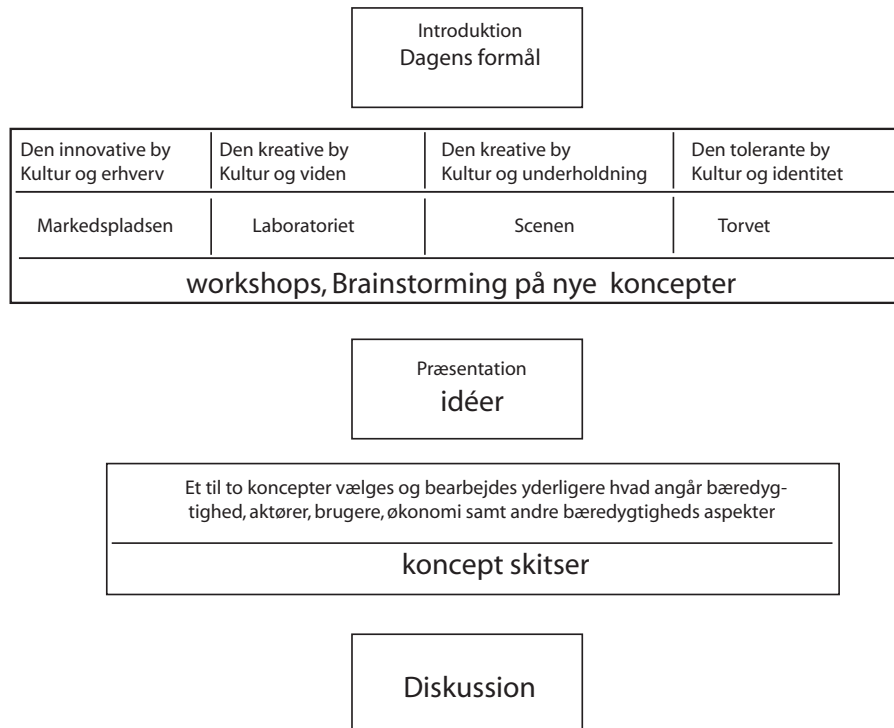 Introduktion
Dagens formål
Den innovative by
Kultur og erhverv
Den kreative by
Kultur og viden
Den kreative by
Kultur og underholdning
Den tolerante by
Kultur og identitet
Markedspladsen
Laboratoriet
Scenen
Torvet
workshops, Brainstorming på nye koncepter
Præsentation
idéer
Et til to koncepter vælges og bearbejdes yderligere hvad angår bæredyg-
tighed, aktører, brugere, økonomi samt andre bæredygtigheds aspekter
koncept skitser
Diskussion